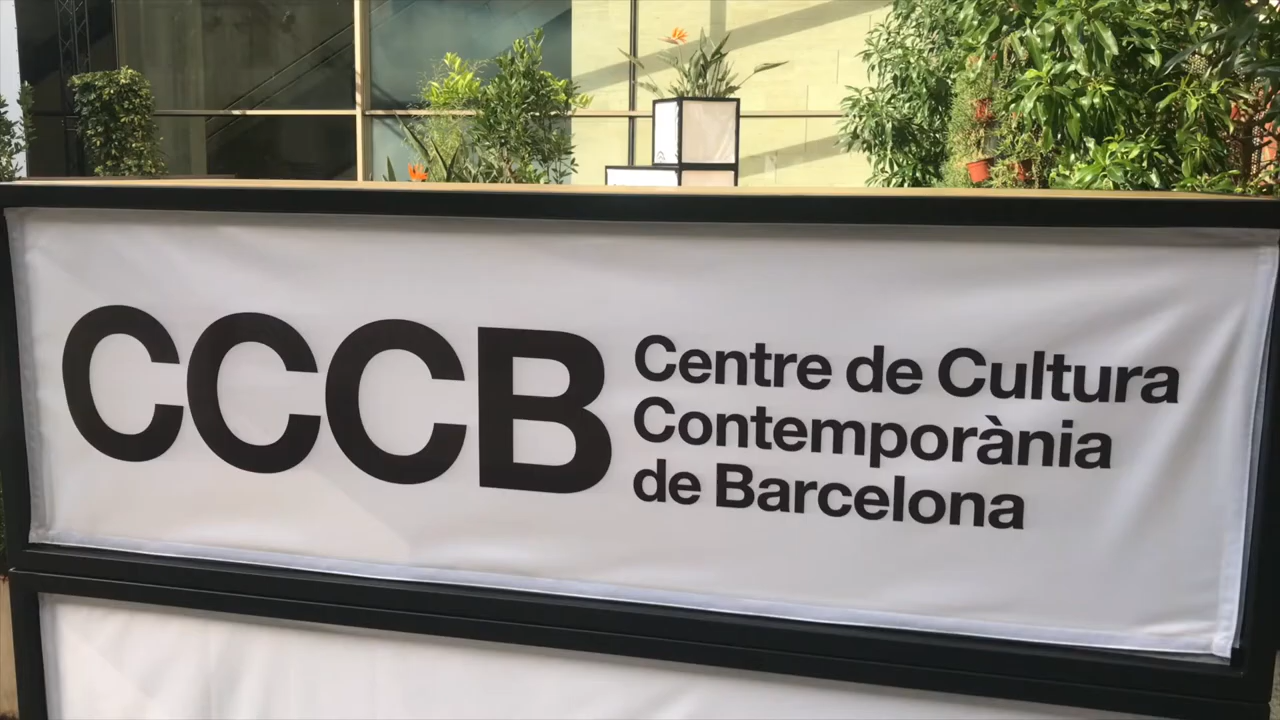 CCCB
Centre de Cultura
Contemporània
de Barcelona